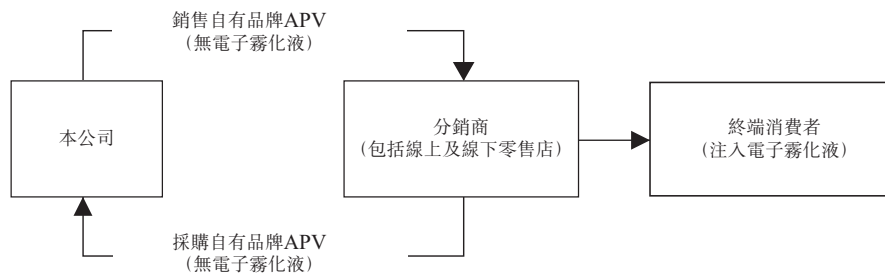 銷售自有品牌APV
（無電子霧化液）
本公司
分銷商
（包括線上及線下零售店）
終端消費者
（注入電子霧化液）
採購自有品牌APV
（無電子霧化液）